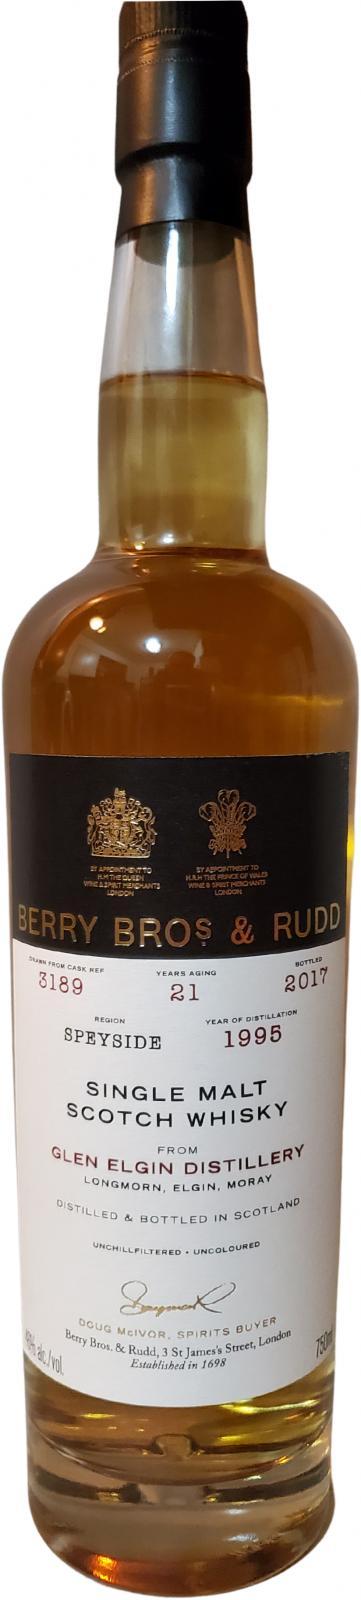 BY APPOINTMENT TO
H.M. THE QUEEN
WINE & SPIRIT MERCHANTS
LONDON
BY APPOINTMENT TO
H.R.H. THE PRINCE OF WALES
WINE & SPIRIT MERCHANTS
LONDON
BERRY BROS & RUDD
DRAWN FROM CASK REF
3189
YEARS AGING
21
BOTTLED
2017
REGION
SPEYSIDE
YEAR OF DISTILLATION
1995
SINGLE MALT
SCOTCH WHISKY
FROM
GLEN ELGIN DISTILLERY
LONGMORN, ELGIN, MORAY
DISTILLED & BOTTLED IN SCOTLAND
UNCHILLFILTERED • UNCOLOURED
DOUG McIVOR, SPIRITS BUYER
Berry Bros. & Rudd, 3 St James's Street, London
Established in 1698
alc./vol.
750ml